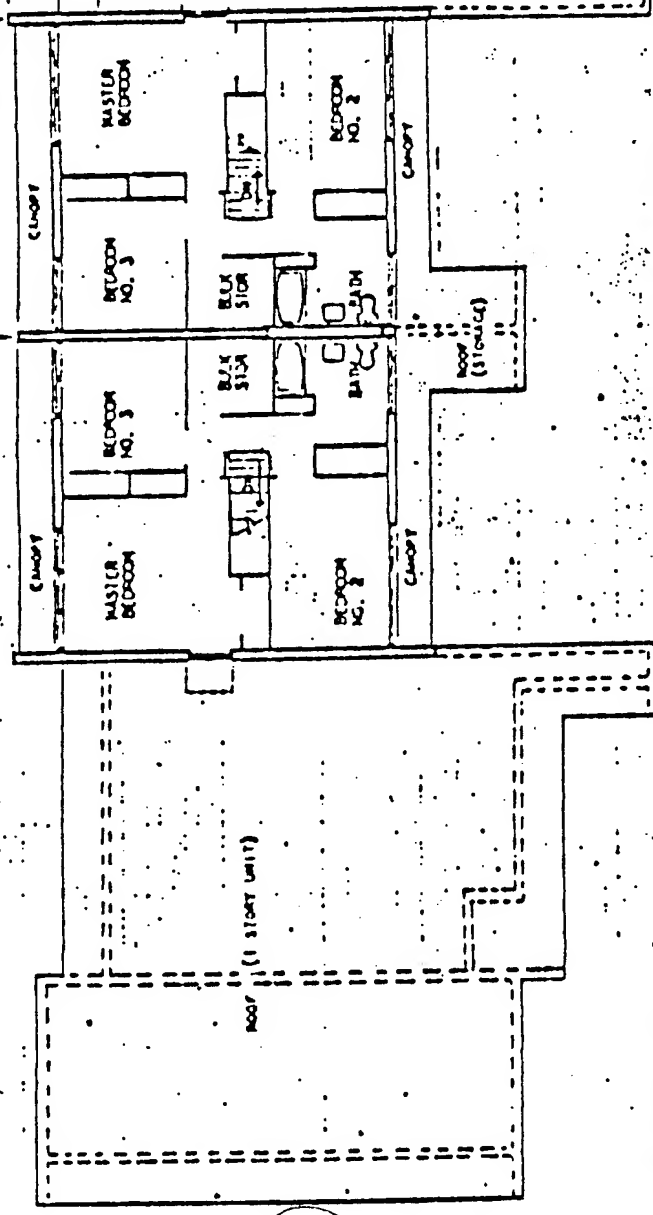 CANOPY
MASTER
BEDROOM
BEDROOM
NO. 2
BEDROOM
NO. 3
BULK
STOR
BATH
CANOPY
DN
BEDROOM
NO. 3
BULK
STOR
BATH
ROOF
(STORAGE)
CANOPY
MASTER
BEDROOM
BEDROOM
NO. 2
CANOPY
ROOF (1 STORY UNIT)